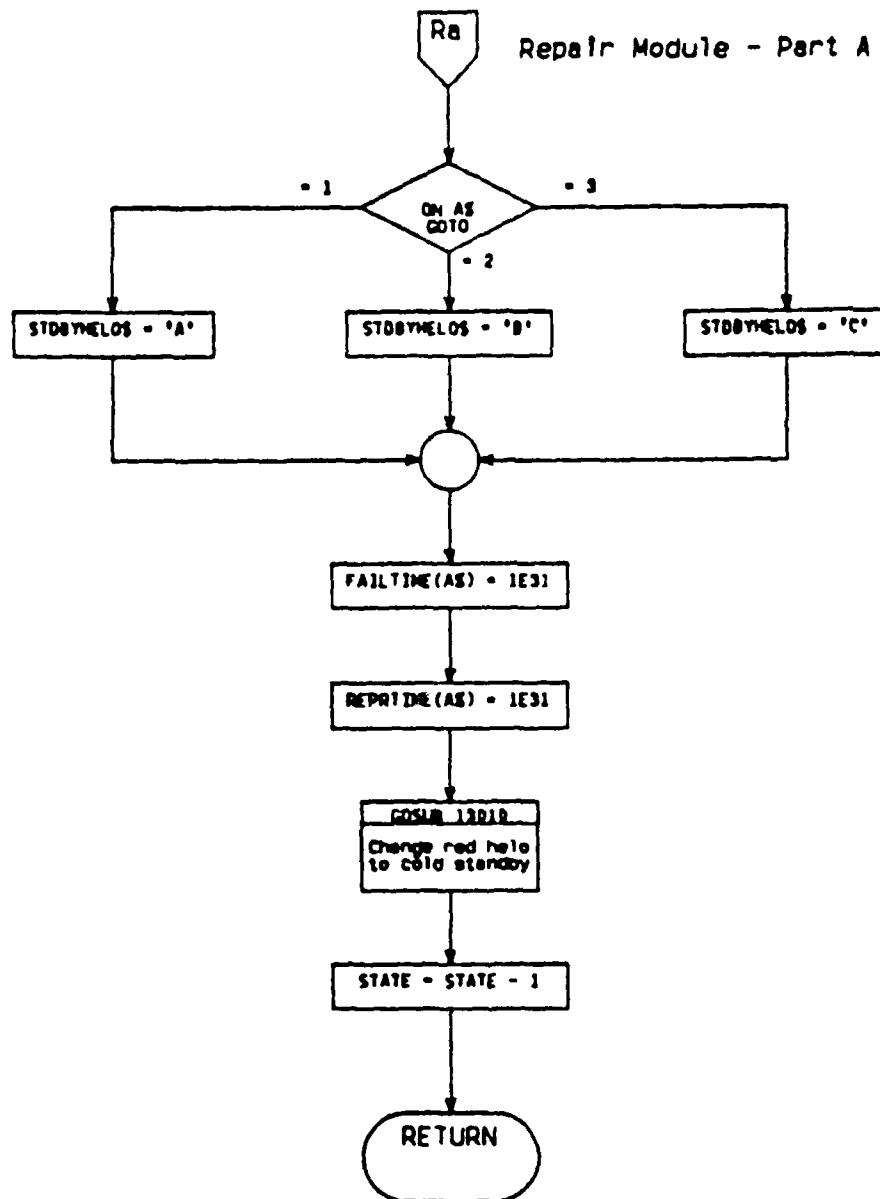 Ra
Repair Module - Part A
= 1
= 3
ON A%
GOTO
= 2
STDBYHELO$ = 'A'
STDBYHELO$ = 'B'
STDBYHELO$ = 'C'
FAILTIME(A%) = 1E31
REPRTIME(A%) = 1E31
GOSUB 13010
Change red helo
to cold standby
STATE = STATE - 1
RETURN